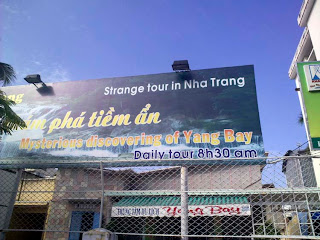 Strange tour in Nha Trang
phá tiềm ẩn
Mysterious discovering of Yang Bay
Daily tour 8h30 am
Yang Bay